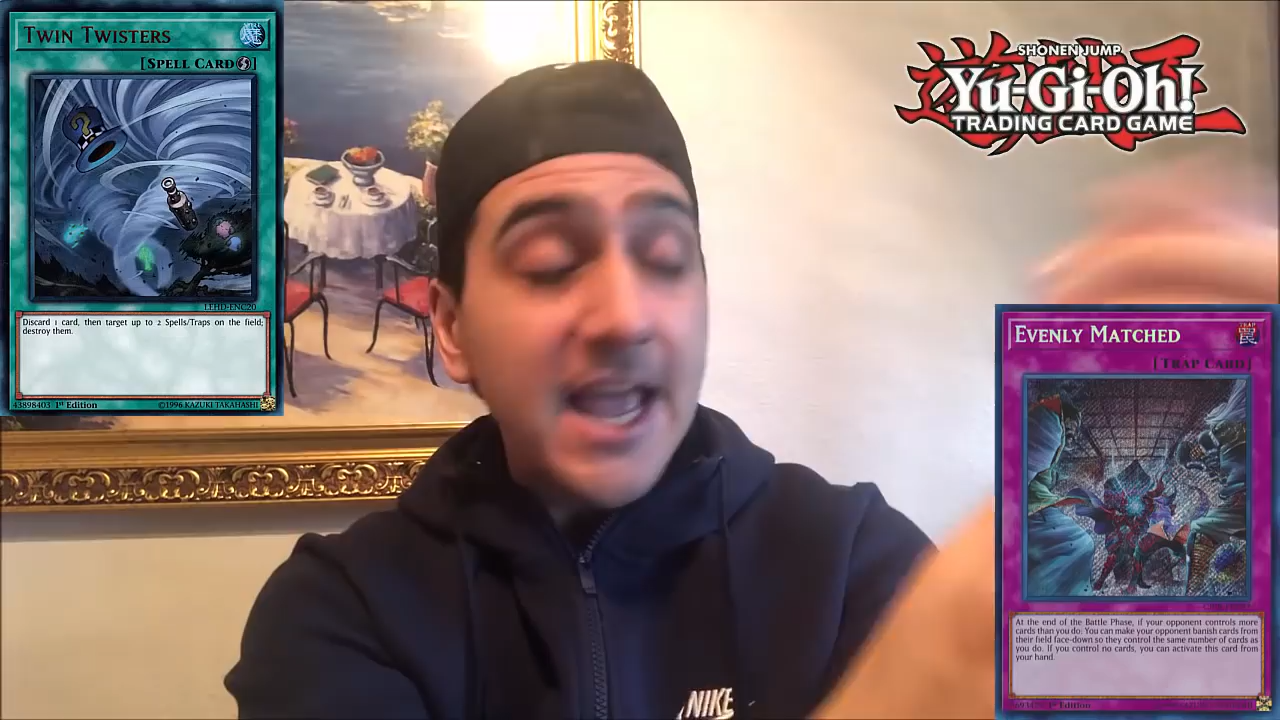 TWIN TWISTERS
[SPELL CARD]
LEHD-ENC20
Discard 1 card, then target up to 2 Spells/Traps on the field;
destroy them.
43898403 1st Edition ©1996 KAZUKI TAKAHASHI
SHONEN JUMP
Yu-Gi-Oh!
TRADING CARD GAME
EVENLY MATCHED
TRAP
[TRAP CARD]
At the end of the Battle Phase, if your opponent controls more
cards than you do: You can make your opponent banish cards from
their field face-down so they control the same number of cards as
you do. If you control no cards, you can activate this card from
your hand.
1st Edition
NIKE